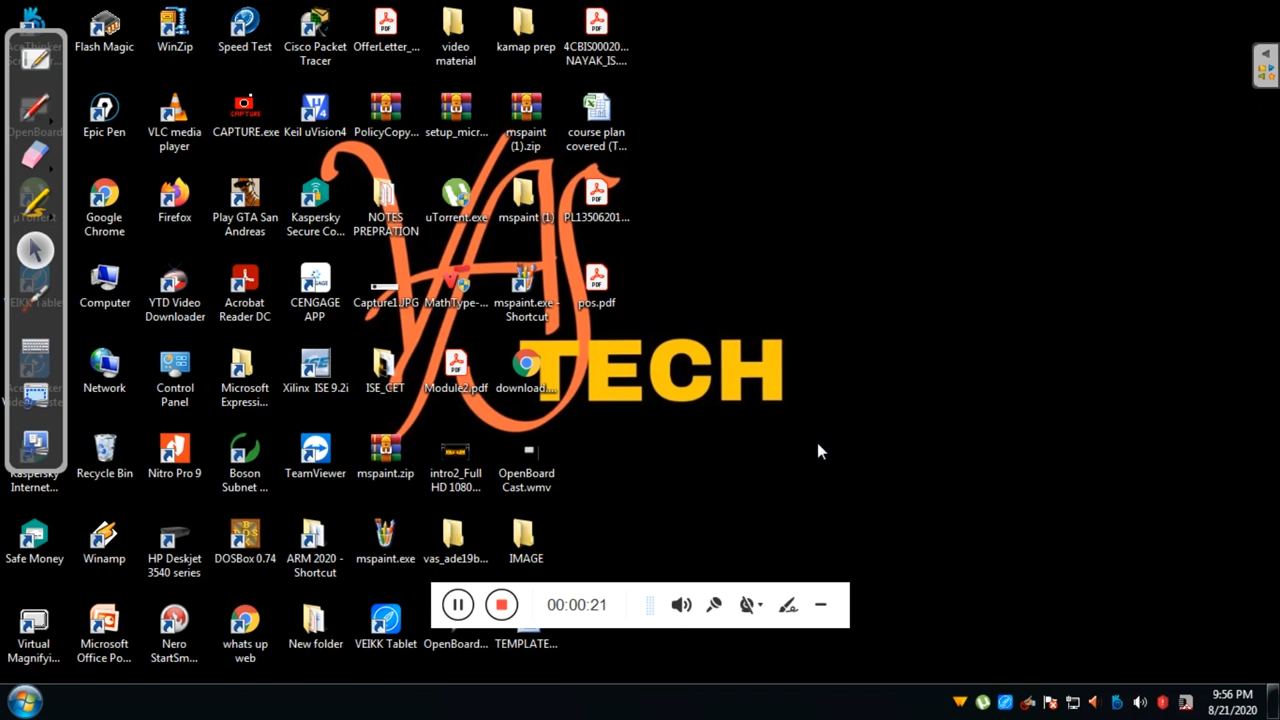 Flash Magic
WinZip
Speed Test
Cisco Packet
Tracer
OfferLetter_...
video
material
kamap prep
4CBIS00020...
NAYAK_IS....
OpenBoard
Epic Pen
VLC media
player
CAPTURE
CAPTURE.exe
Keil uVision4
PolicyCopy...
setup_micr...
mspaint
(1).zip
course plan
covered (T...
Google
Chrome
Firefox
Play GTA San
Andreas
Kaspersky
Secure Co...
NOTES
PREPRATION
uTorrent.exe
mspaint (1)
PL13506201...
Computer
YTD Video
Downloader
Acrobat
Reader DC
CENGAGE
APP
Capture1.JPG
MathType-...
mspaint.exe -
Shortcut
pos.pdf
VAS
TECH
Network
Control
Panel
Microsoft
Expressi...
Xilinx ISE 9.2i
ISE_CET
Module2.pdf
download....
Kaspersky
Internet...
Recycle Bin
Nitro Pro 9
Boson
Subnet ...
TeamViewer
mspaint.zip
intro2_Full
HD 1080...
OpenBoard
Cast.wmv
Safe Money
Winamp
HP Deskjet
3540 series
DOSBox 0.74
ARM 2020 -
Shortcut
mspaint.exe
vas_ade19b...
IMAGE
00:00:21
Virtual
Magnifyi...
Microsoft
Office Po...
Nero
StartSm...
whats up
web
New folder
VEIKK Tablet
OpenBoard...
TEMPLATE...
9:56 PM
8/21/2020